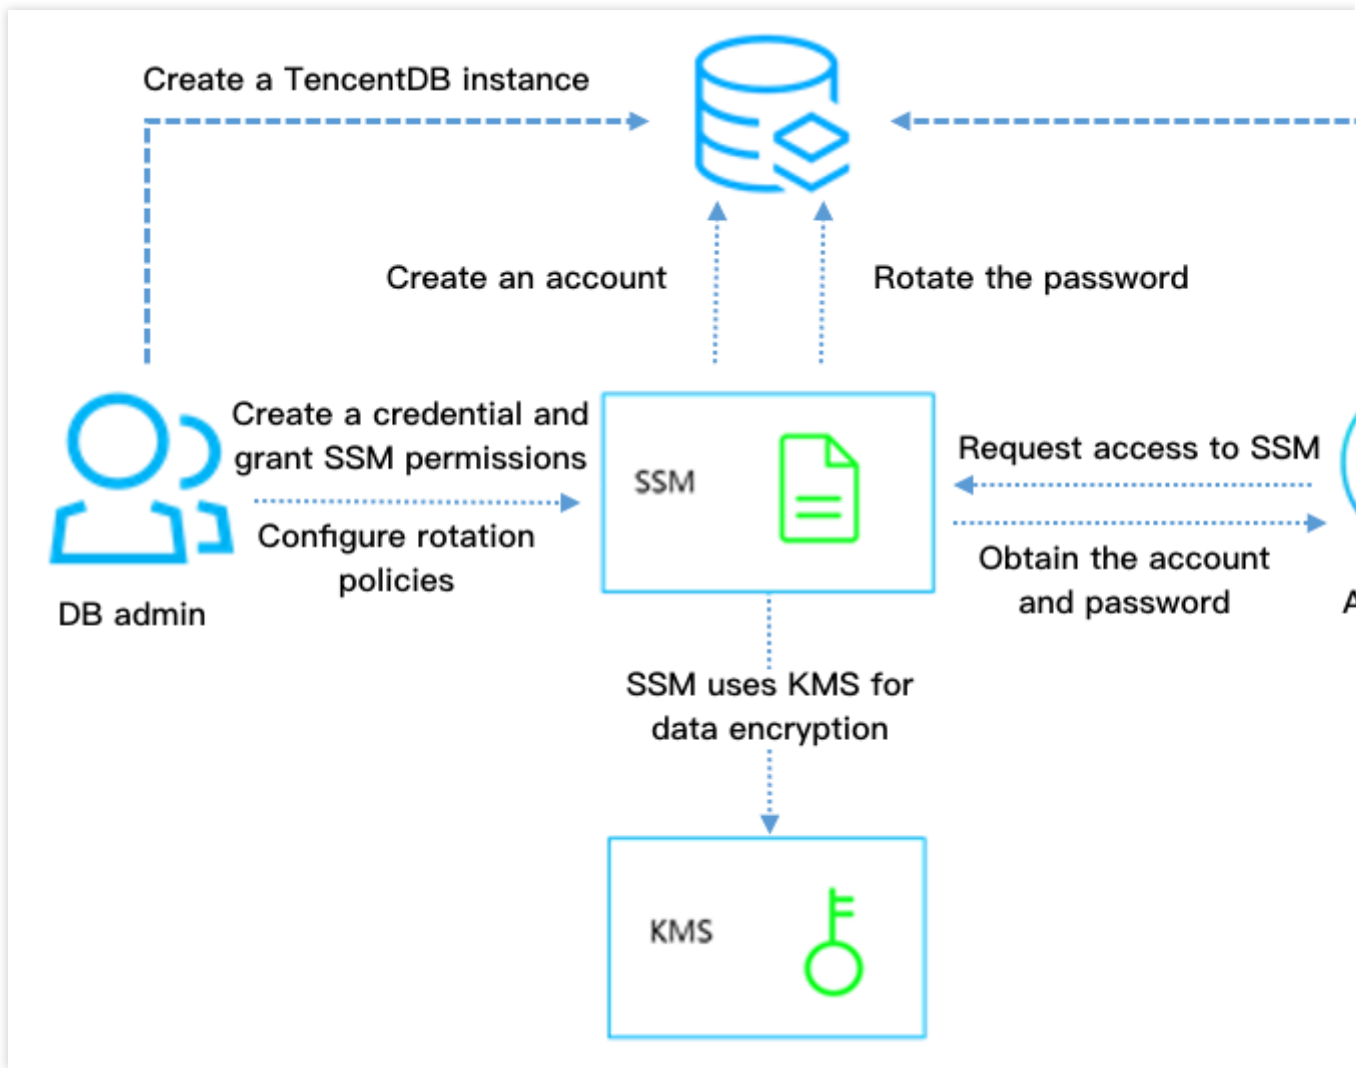 Create a TencentDB instance
Create an account
Rotate the password
Create a credential and
grant SSM permissions
Configure rotation
policies
DB admin
SSM
Request access to SSM
Obtain the account
and password
SSM uses KMS for
data encryption
KMS